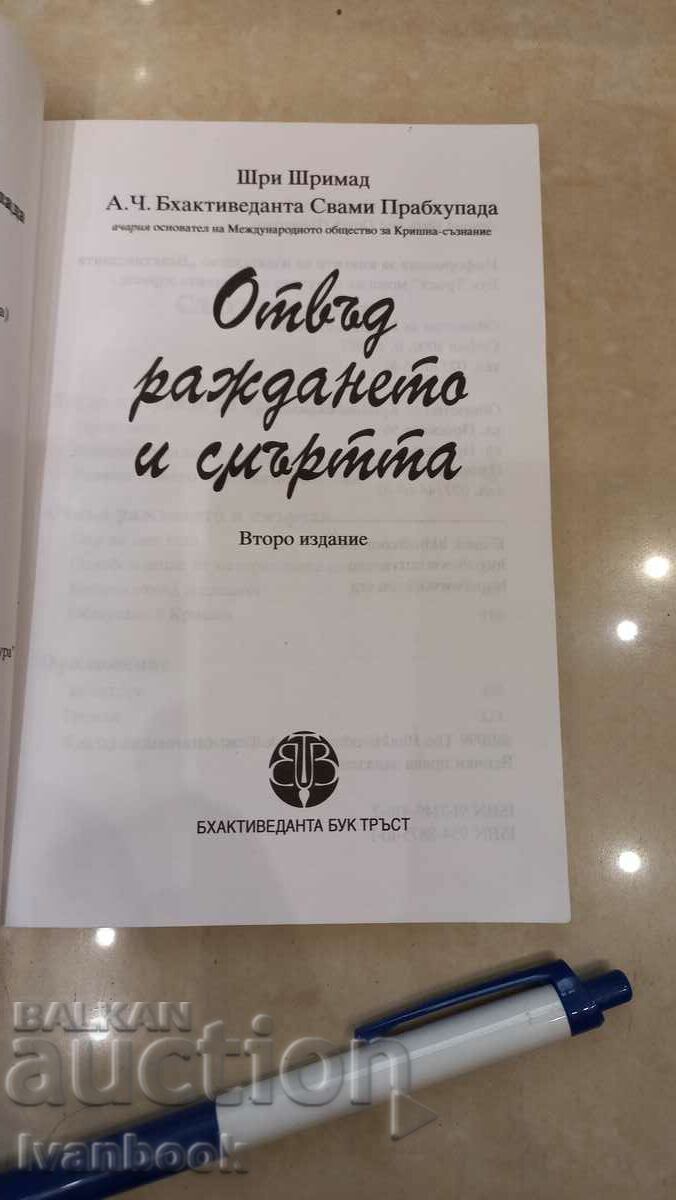 Шри Шримад
А.Ч. Бхактиведанта Свами Прабхупада
ачария основател на Международното общество за Кришна-съзнание
Отвъд
раждането
и смъртта
Второ издание
БХАКТИВЕДАНТА БУК ТРЪСТ
BALKAN
auction
Ivanbook